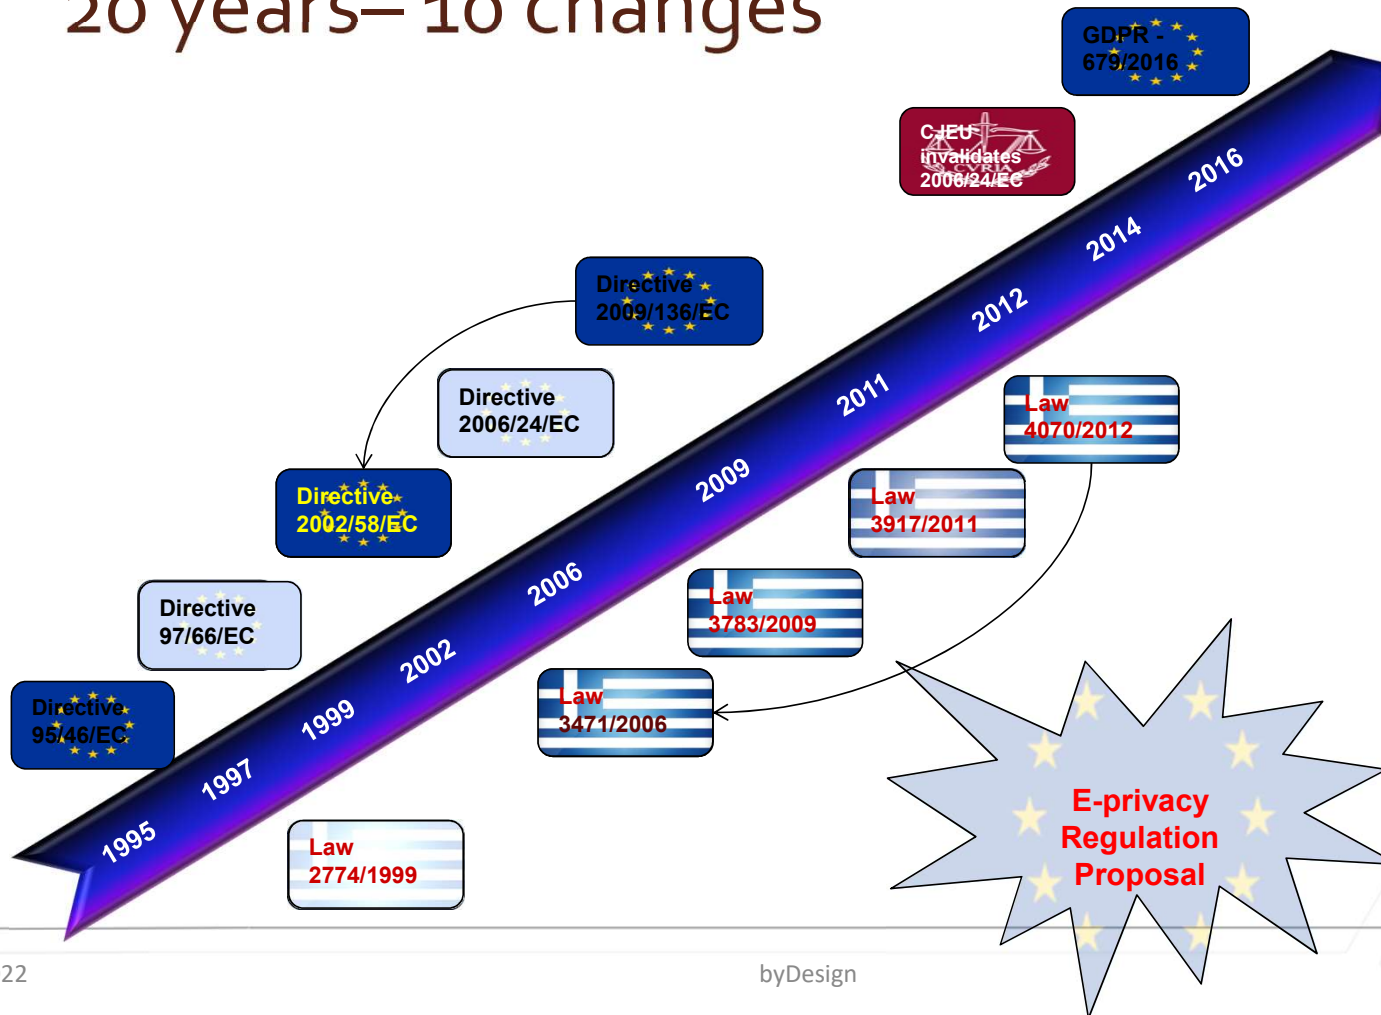 20 years– 10 changes
GDPR -
679/2016
CJEU
invalidates
CVRIA
2006/24/EC
2016
2014
2012
2011
2009
2006
2002
1999
1997
1995
Directive
2009/136/EC
Directive
2006/24/EC
Directive
2002/58/EC
Directive
97/66/EC
Directive
95/46/EC
Law
4070/2012
Law
3917/2011
Law
3783/2009
Law
3471/2006
Law
2774/1999
E-privacy
Regulation
Proposal
22
byDesign